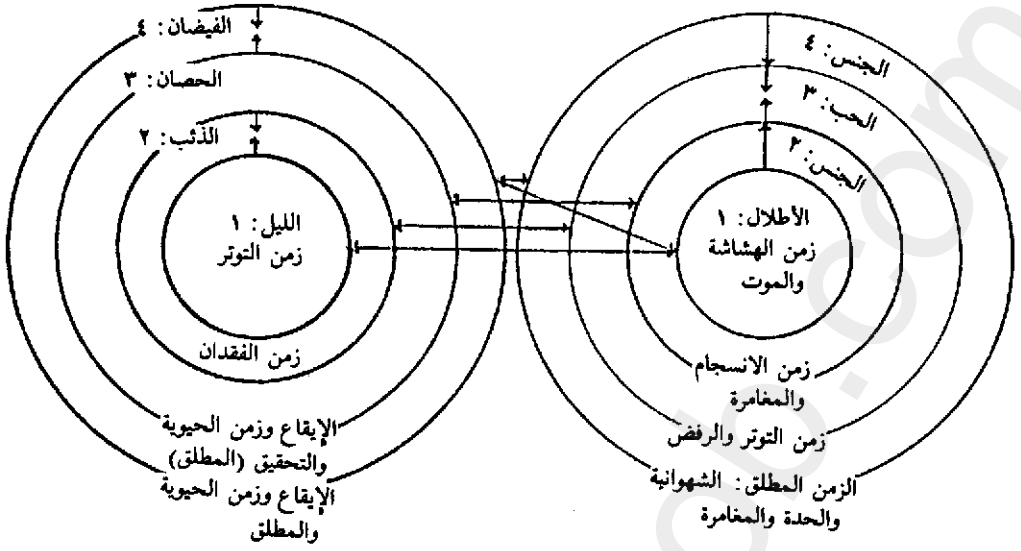 الجنس: ٤
الحب: ٣
الجنس: ٢
الأطلال: ١
زمن الهشاشة
والموت
زمن الانسجام
والمغامرة
زمن التوتر والرفض
الزمن المطلق: الشهوانية
والحدة والمغامرة
الفيضان: ٤
الحصان: ٣
الذئب: ٢
الليل: ١
زمن التوتر
زمن الفقدان
الإيقاع وزمن الحيوية
والتحقيق (المطلق)
الإيقاع وزمن الحيوية
والمطلق